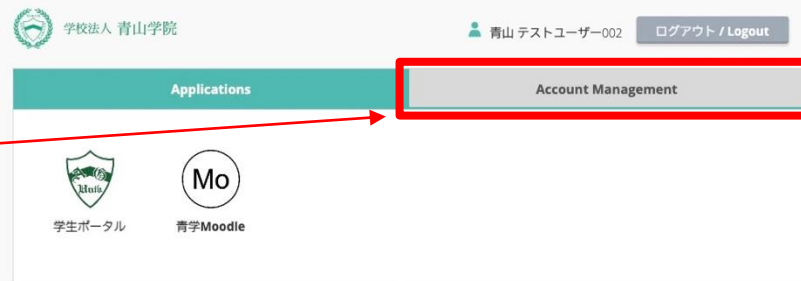 学校法人 青山学院
青山 テストユーザー002
ログアウト / Logout
Applications
Account Management
Mo
学生ポータル
青学Moodle